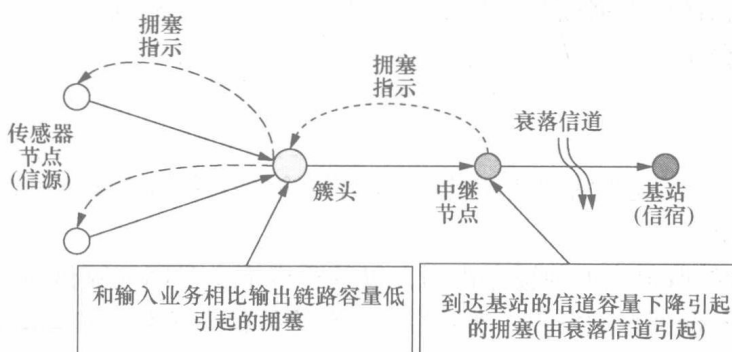 拥塞
指示
拥塞
指示
衰落信道
传感器
节点
(信源)
簇头
中继
节点
基站
(信宿)
和输入业务相比输出链路容量低
引起的拥塞
到达基站的信道容量下降引起
的拥塞(由衰落信道引起)